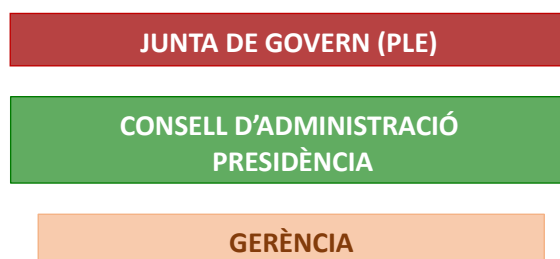 JUNTA DE GOVERN (PLE)
CONSELL D’ADMINISTRACIÓ
PRESIDÈNCIA
GERÈNCIA